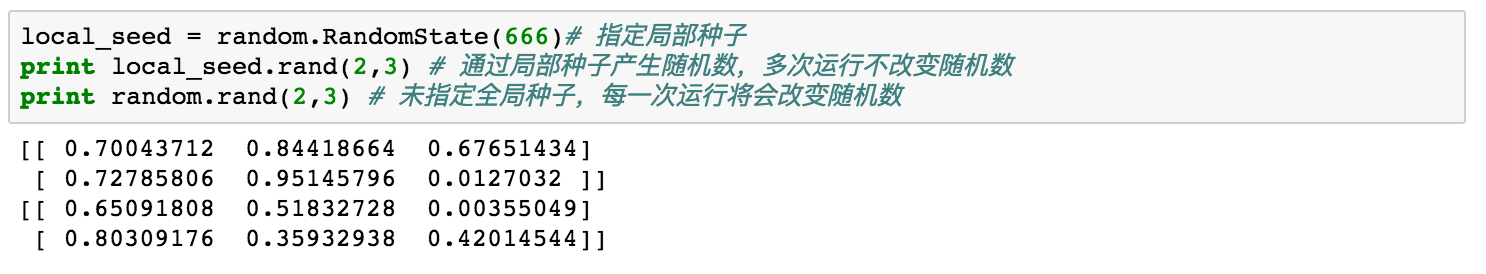 local_seed = random.RandomState(666)# 指定局部种子
print local_seed.rand(2,3) # 通过局部种子产生随机数，多次运行不改变随机数
print random.rand(2,3) # 未指定全局种子，每一次运行将会改变随机数
[[ 0.70043712  0.84418664  0.67651434]
 [ 0.72785806  0.95145796  0.0127032 ]]
[[ 0.65091808  0.51832728  0.00355049]
 [ 0.80309176  0.35932938  0.42014544]]